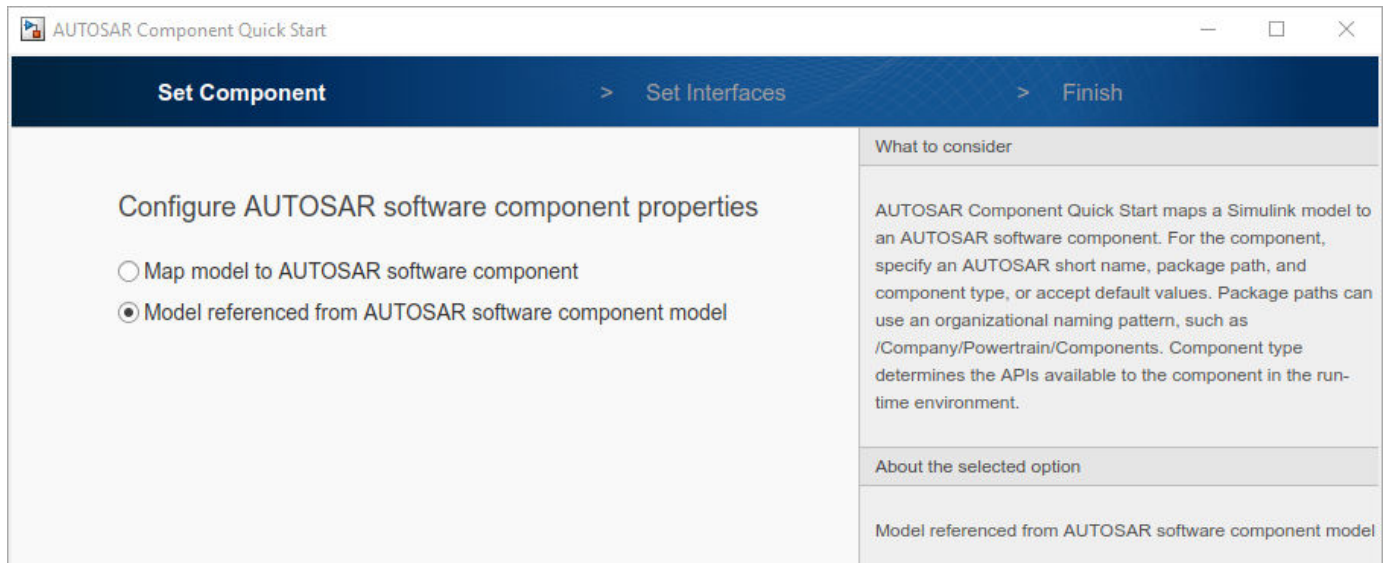 AUTOSAR Component Quick Start
Set Component > Set Interfaces > Finish
Configure AUTOSAR software component properties
Map model to AUTOSAR software component
Model referenced from AUTOSAR software component model
What to consider
AUTOSAR Component Quick Start maps a Simulink model to
an AUTOSAR software component. For the component,
specify an AUTOSAR short name, package path, and
component type, or accept default values. Package paths can
use an organizational naming pattern, such as
/Company/Powertrain/Components. Component type
determines the APIs available to the component in the run-
time environment.
About the selected option
Model referenced from AUTOSAR software component model